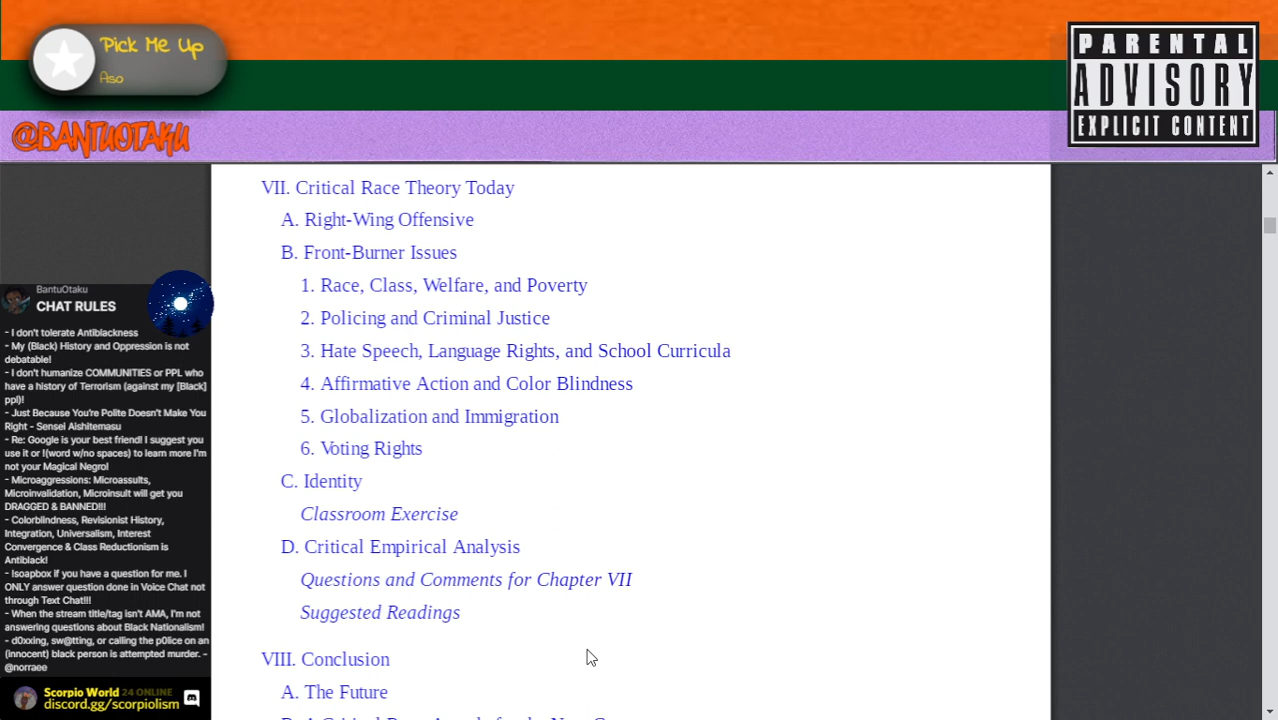 Pick Me Up
Aso
PARENTAL
ADVISORY
EXPLICIT CONTENT
@BANTUOTAKU
BantuOtaku
CHAT RULES
- I don't tolerate Antiblackness
- My (Black) History and Oppression is not
debatable!
- I don't humanize COMMUNITIES or PPL who
have a history of Terrorism (against my [Black]
ppl)!
- Just Because You're Polite Doesn't Make You
Right - Sensei Aishitemasu
- Re: Google is your best friend! I suggest you
use it or !(word w/no spaces) to learn more I'm
not your Magical Negro!
- Microaggressions: Microassults,
Microinvalidation, Microinsult will get you
DRAGGED & BANNED!!!
- Colorblindness, Revisionist History,
Integration, Universalism, Interest
Convergence & Class Reductionism is
Antiblack!
- !soapbox if you have a question for me. I
ONLY answer question done in Voice Chat not
through Text Chat!!!
- When the stream title/tag isn't AMA, I'm not
answering questions about Black Nationalism!
- d0xxing, sw@tting, or calling the p0lice on an
(innocent) black person is attempted murder. -
@norraee
Scorpio World 24 ONLINE
discord.gg/scorpiolism
VII. Critical Race Theory Today
A. Right-Wing Offensive
B. Front-Burner Issues
1. Race, Class, Welfare, and Poverty
2. Policing and Criminal Justice
3. Hate Speech, Language Rights, and School Curricula
4. Affirmative Action and Color Blindness
5. Globalization and Immigration
6. Voting Rights
C. Identity
Classroom Exercise
D. Critical Empirical Analysis
Questions and Comments for Chapter VII
Suggested Readings
VIII. Conclusion
A. The Future